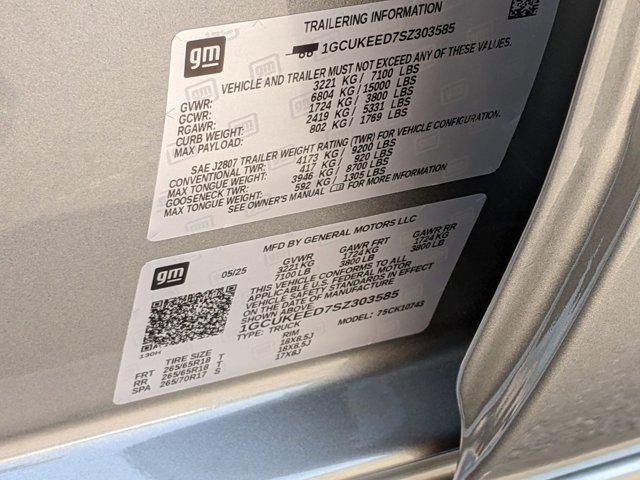 TRAILERING INFORMATION
gm
1GCUKEED7SZ303585
VEHICLE AND TRAILER MUST NOT EXCEED ANY OF THESE VALUES.
GVWR: 3221 KG / 7100 LBS
GCWR: 6804 KG / 15000 LBS
RGAWR: 1724 KG / 3800 LBS
CURB WEIGHT: 2419 KG / 5331 LBS
MAX PAYLOAD: 802 KG / 1769 LBS
SAE J2807 TRAILER WEIGHT RATING (TWR) FOR VEHICLE CONFIGURATION.
CONVENTIONAL TWR: 4173 KG / 9200 LBS
MAX TONGUE WEIGHT: 417 KG / 920 LBS
GOOSENECK TWR: 3946 KG / 8700 LBS
MAX TONGUE WEIGHT: 592 KG / 1305 LBS
SEE OWNER'S MANUAL FOR MORE INFORMATION
MFD BY GENERAL MOTORS LLC
gm
05/25
GVWR GAWR FRT GAWR RR
3221 KG 1724 KG 1724 KG
7100 LB 3800 LB 3800 LB
THIS VEHICLE CONFORMS TO ALL
APPLICABLE U.S. FEDERAL MOTOR
VEHICLE SAFETY STANDARDS IN
EFFECT ON THE DATE OF MANUFACTURE
1GCUKEED7SZ303585
TYPE: TRUCK MODEL: 7SCK10743
130H
TIRE SIZE RIM
FRT 265/65R18 T 18X8.5J
RR 265/65R18 T 18X8.5J
SPA 265/70R17 S 17X8J